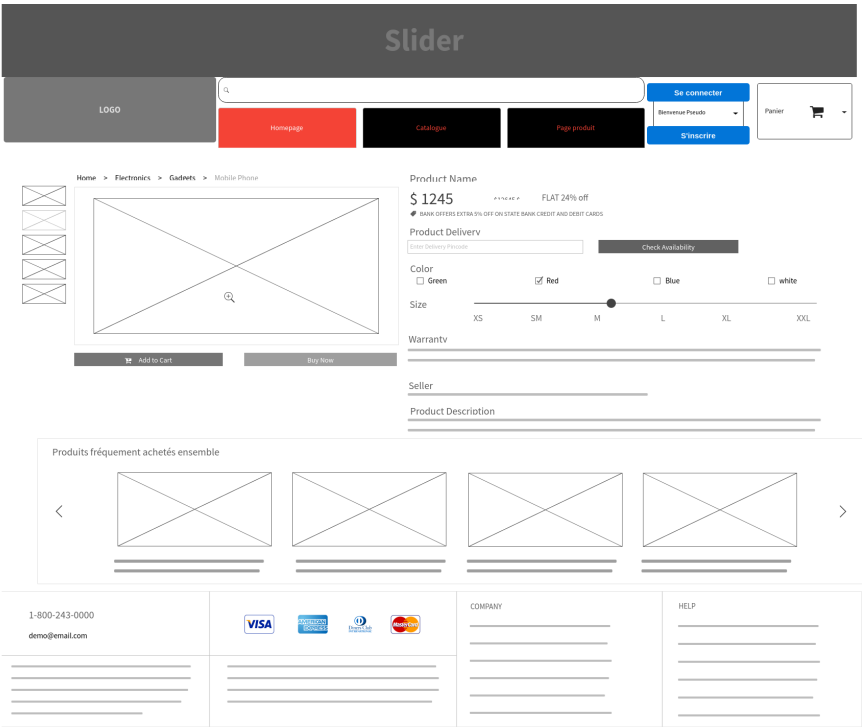 Slider
LOGO
Se connecter
Bienvenue Pseudo
S'inscrire
Panier
Homepage
Catalogue
Page produit
Home > Electronics > Gadgets > Mobile Phone
Add to Cart
Buy Now
Product Name
$ 1245
FLAT 24% off
BANK OFFERS EXTRA 5% OFF ON STATE BANK CREDIT AND DEBIT CARDS
Product Delivery
Enter Delivery Pincode
Check Availability
Color
Green
Red
Blue
white
Size
XS
SM
M
L
XL
XXL
Warranty
Seller
Product Description
Produits fréquement achetés ensemble
1-800-243-0000
demo@email.com
VISA
AMERICAN EXPRESS
Diners Club
MasterCard
COMPANY
HELP